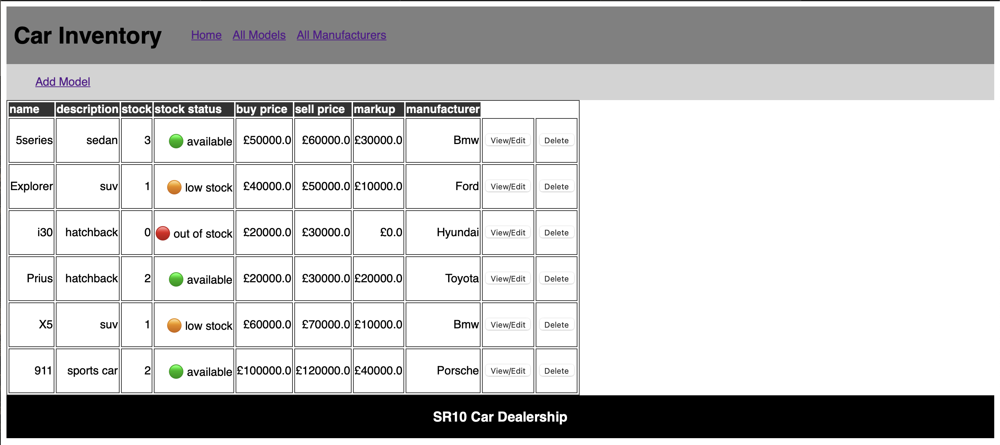 Car Inventory Home All Models All Manufacturers
Add Model
name description stock stock status buy price sell price markup manufacturer
5series sedan 3 available £50000.0 £60000.0 £30000.0 Bmw View/Edit Delete
Explorer suv 1 low stock £40000.0 £50000.0 £10000.0 Ford View/Edit Delete
i30 hatchback 0 out of stock £20000.0 £30000.0 £0.0 Hyundai View/Edit Delete
Prius hatchback 2 available £20000.0 £30000.0 £20000.0 Toyota View/Edit Delete
X5 suv 1 low stock £60000.0 £70000.0 £10000.0 Bmw View/Edit Delete
911 sports car 2 available £100000.0 £120000.0 £40000.0 Porsche View/Edit Delete
SR10 Car Dealership